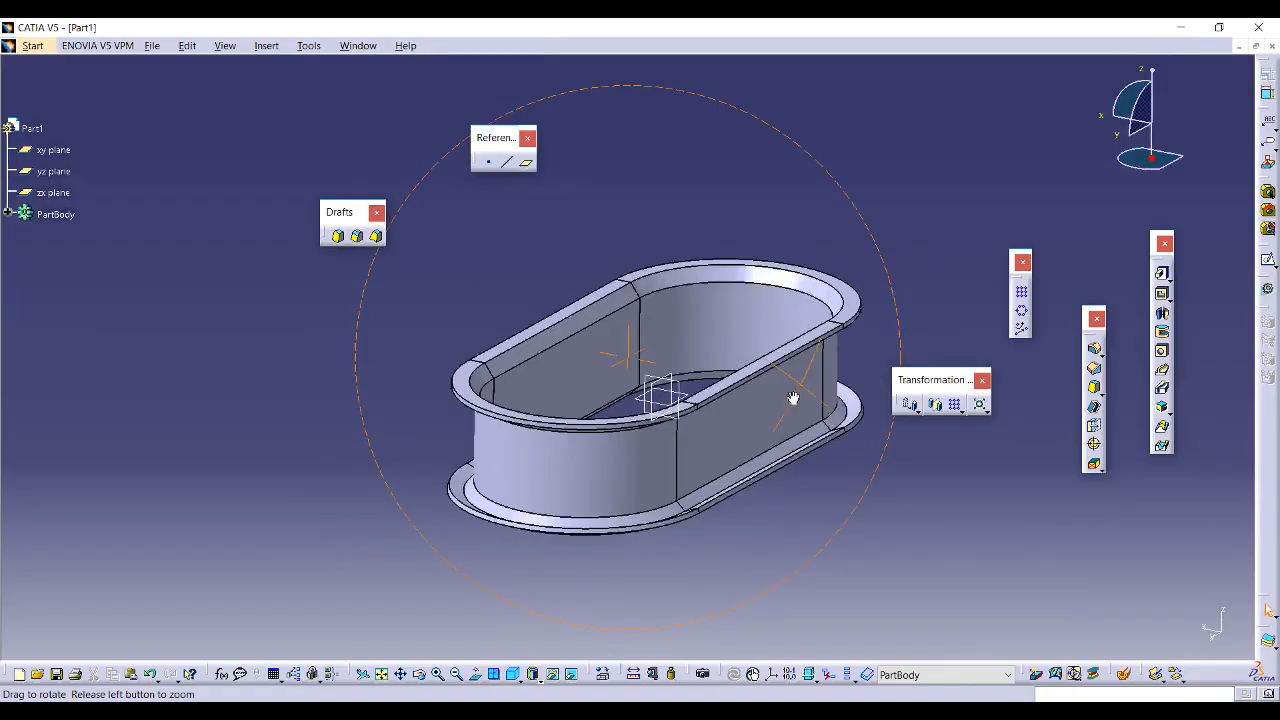 CATIA V5 - [Part1]
Start ENOVIA V5 VPM File Edit View Insert Tools Window Help
z
x
y
Part1
xy plane
yz plane
zx plane
PartBody
Referen...
Drafts
Transformation ...
z
x
y
PartBody
Drag to rotate Release left button to zoom
CATIA